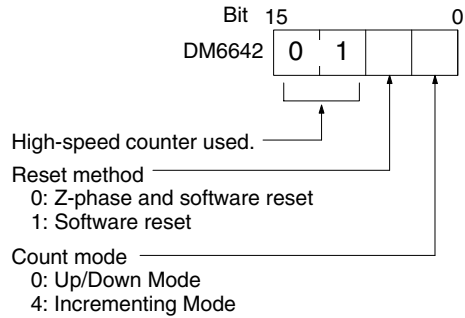 Bit 15 0
DM6642 0 1
High-speed counter used.
Reset method
0: Z-phase and software reset
1: Software reset
Count mode
0: Up/Down Mode
4: Incrementing Mode